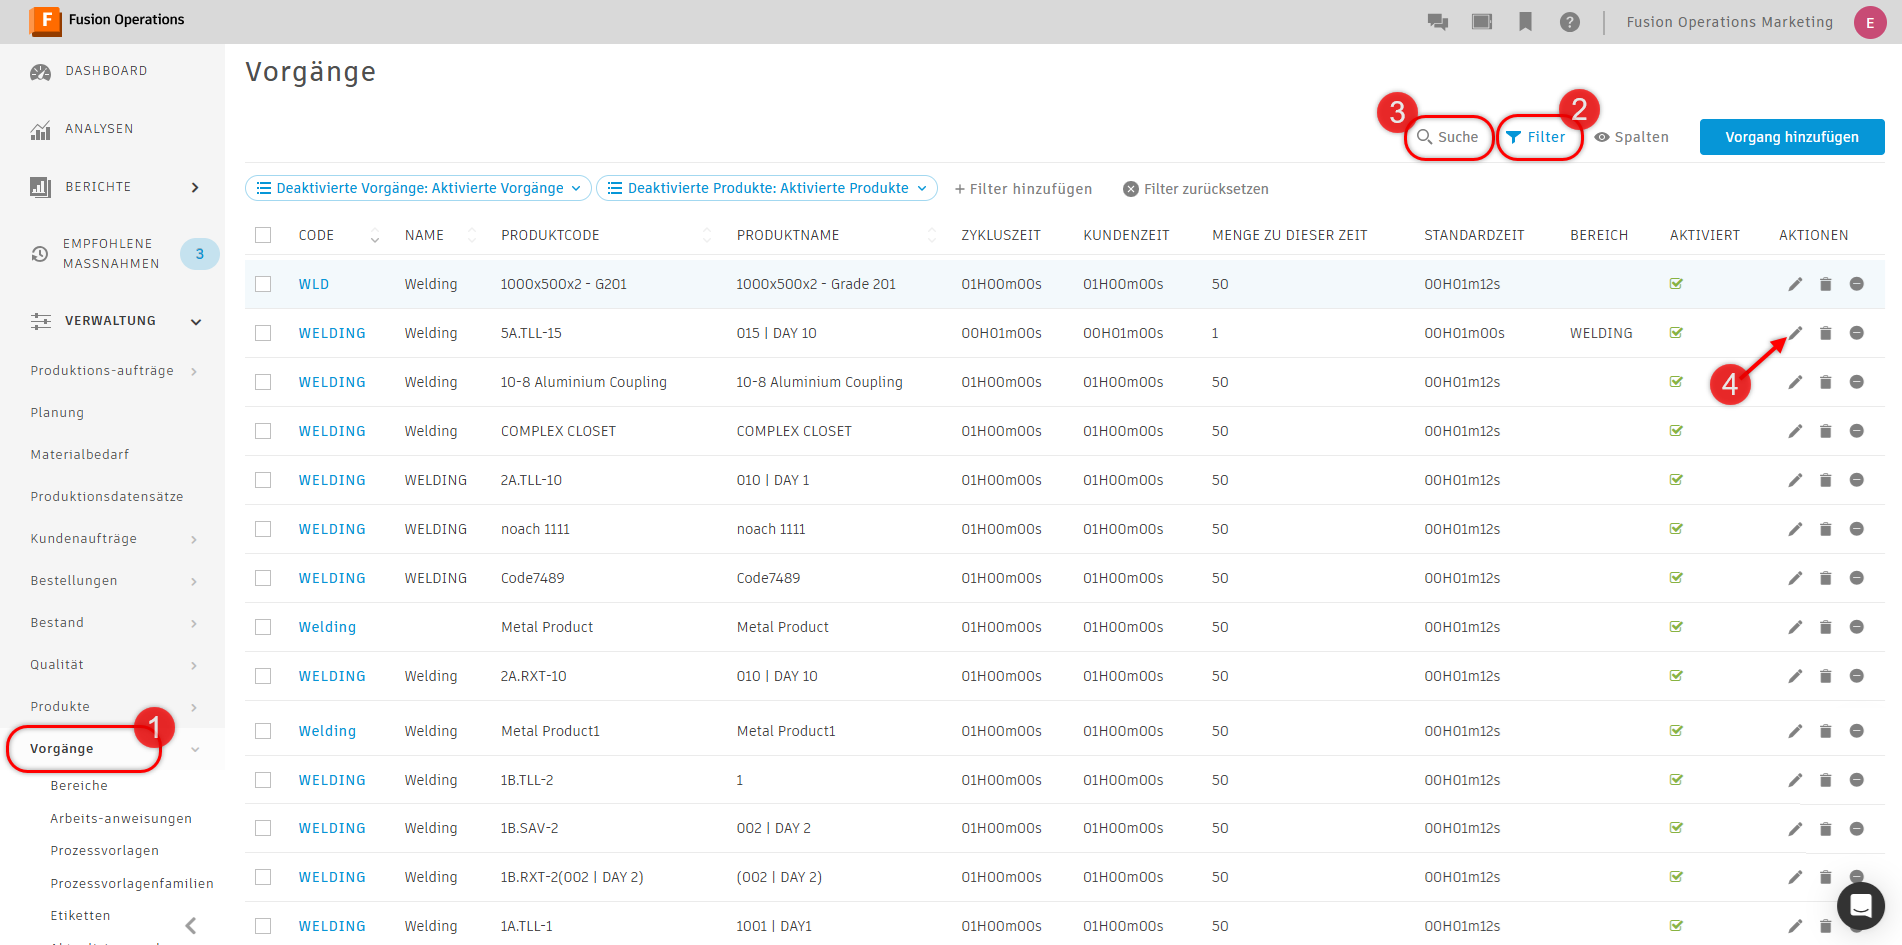 F Fusion Operations
? Fusion Operations Marketing E
DASHBOARD
ANALYSEN
BERICHTE
EMPFOHLENE
MASSNAHMEN
3
VERWALTUNG
Produktions-aufträge
Planung
Materialbedarf
Produktionsdatensätze
Kundenaufträge
Bestellungen
Bestand
Qualität
Produkte
1
Vorgänge
Bereiche
Arbeits-anweisungen
Prozessvorlagen
Prozessvorlagenfamilien
Etiketten
Vorgänge
3 Suche 2 Filter Spalten Vorgang hinzufügen
Deaktivierte Vorgänge: Aktivierte Vorgänge Deaktivierte Produkte: Aktivierte Produkte + Filter hinzufügen Filter zurücksetzen
CODE NAME PRODUKTCODE PRODUKTNAME ZYKLUSZEIT KUNDENZEIT MENGE ZU DIESER ZEIT STANDARDZEIT BEREICH AKTIVIERT AKTIONEN
WLD Welding 1000x500x2 - G201 1000x500x2 - Grade 201 01H00m00s 01H00m00s 50 00H01m12s
WELDING Welding 5A.TLL-15 015 | DAY 10 00H01m00s 00H01m00s 1 00H01m00s WELDING
WELDING Welding 10-8 Aluminium Coupling 10-8 Aluminium Coupling 01H00m00s 01H00m00s 50 00H01m12s 4
WELDING Welding COMPLEX CLOSET COMPLEX CLOSET 01H00m00s 01H00m00s 50 00H01m12s
WELDING WELDING 2A.TLL-10 010 | DAY 1 01H00m00s 01H00m00s 50 00H01m12s
WELDING WELDING noach 1111 noach 1111 01H00m00s 01H00m00s 50 00H01m12s
WELDING WELDING Code7489 Code7489 01H00m00s 01H00m00s 50 00H01m12s
Welding Metal Product Metal Product 01H00m00s 01H00m00s 50 00H01m12s
WELDING Welding 2A.RXT-10 010 | DAY 10 01H00m00s 01H00m00s 50 00H01m12s
Welding Welding Metal Product1 Metal Product1 01H00m00s 01H00m00s 50 00H01m12s
WELDING Welding 1B.TLL-2 1 01H00m00s 01H00m00s 50 00H01m12s
WELDING Welding 1B.SAV-2 002 | DAY 2 01H00m00s 01H00m00s 50 00H01m12s
WELDING Welding 1B.RXT-2(002 | DAY 2) (002 | DAY 2) 01H00m00s 01H00m00s 50 00H01m12s
WELDING Welding 1A.TLL-1 1001 | DAY1 01H00m00s 01H00m00s 50 00H01m12s